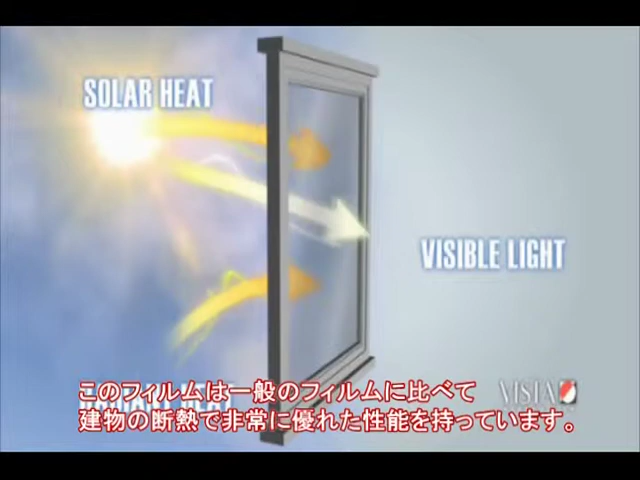 SOLAR HEAT
VISIBLE LIGHT
RADIANT HEAT
VISTA
このフィルムは一般のフィルムに比べて
建物の断熱で非常に優れた性能を持っています。